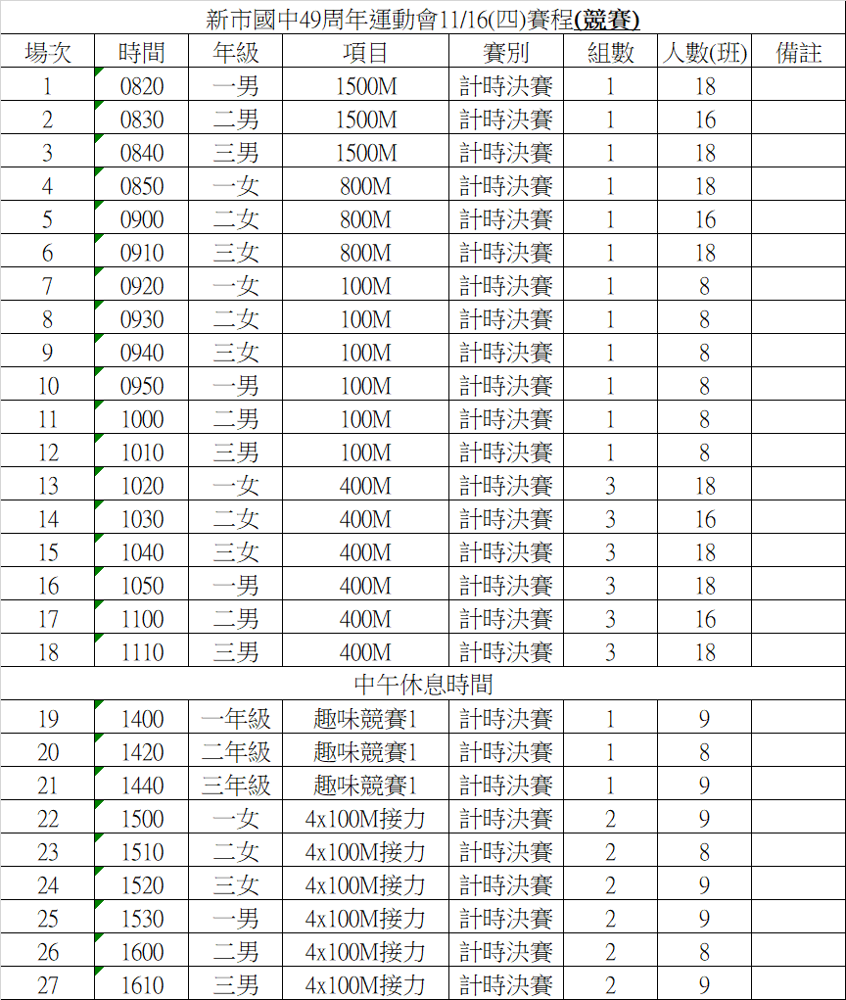 新市國中49周年運動會11/16(四)賽程(競賽)
場次 時間 年級 項目 賽別 組數 人數(班) 備註
1 0820 一男 1500M 計時決賽 1 18
2 0830 二男 1500M 計時決賽 1 16
3 0840 三男 1500M 計時決賽 1 18
4 0850 一女 800M 計時決賽 1 18
5 0900 二女 800M 計時決賽 1 16
6 0910 三女 800M 計時決賽 1 18
7 0920 一女 100M 計時決賽 1 8
8 0930 二女 100M 計時決賽 1 8
9 0940 三女 100M 計時決賽 1 8
10 0950 一男 100M 計時決賽 1 8
11 1000 二男 100M 計時決賽 1 8
12 1010 三男 100M 計時決賽 1 8
13 1020 一女 400M 計時決賽 3 18
14 1030 二女 400M 計時決賽 3 16
15 1040 三女 400M 計時決賽 3 18
16 1050 一男 400M 計時決賽 3 18
17 1100 二男 400M 計時決賽 3 16
18 1110 三男 400M 計時決賽 3 18
中午休息時間
19 1400 一年級 趣味競賽1 計時決賽 1 9
20 1420 二年級 趣味競賽1 計時決賽 1 8
21 1440 三年級 趣味競賽1 計時決賽 1 9
22 1500 一女 4x100M接力 計時決賽 2 9
23 1510 二女 4x100M接力 計時決賽 2 8
24 1520 三女 4x100M接力 計時決賽 2 9
25 1530 一男 4x100M接力 計時決賽 2 9
26 1600 二男 4x100M接力 計時決賽 2 8
27 1610 三男 4x100M接力 計時決賽 2 9